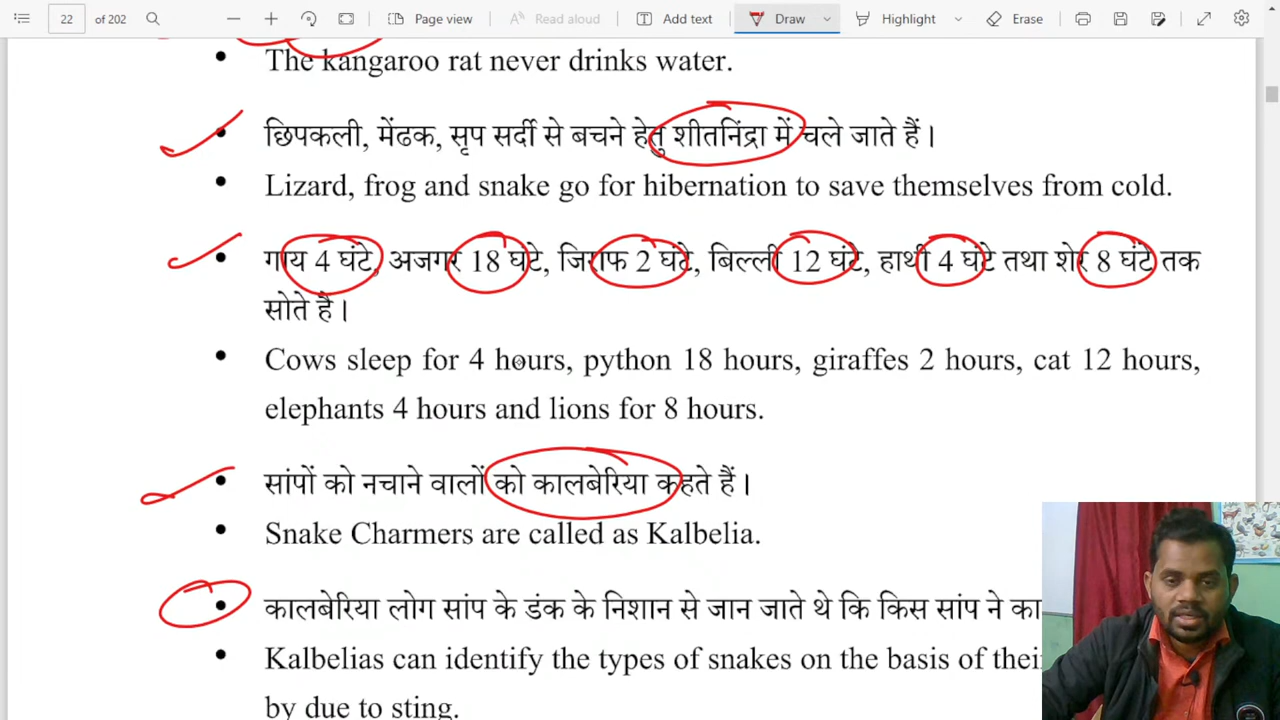 22 of 202 Page view Read aloud Add text Draw Highlight Erase
• The kangaroo rat never drinks water.
• छिपकली, मेंढक, सृप सर्दी से बचने हेतु शीतनिंद्रा में चले जाते हैं।
• Lizard, frog and snake go for hibernation to save themselves from cold.
• गाय 4 घंटे, अजगर 18 घंटे, जिराफ 2 घंटे, बिल्ली 12 घंटे, हाथी 4 घंटे तथा शेर 8 घंटे तक
सोते है।
• Cows sleep for 4 hours, python 18 hours, giraffes 2 hours, cat 12 hours,
elephants 4 hours and lions for 8 hours.
• सांपों को नचाने वालों को कालबेरिया कहते हैं।
• Snake Charmers are called as Kalbelia.
• कालबेरिया लोग सांप के डंक के निशान से जान जाते थे कि किस सांप ने का
• Kalbelias can identify the types of snakes on the basis of thei
by due to sting.